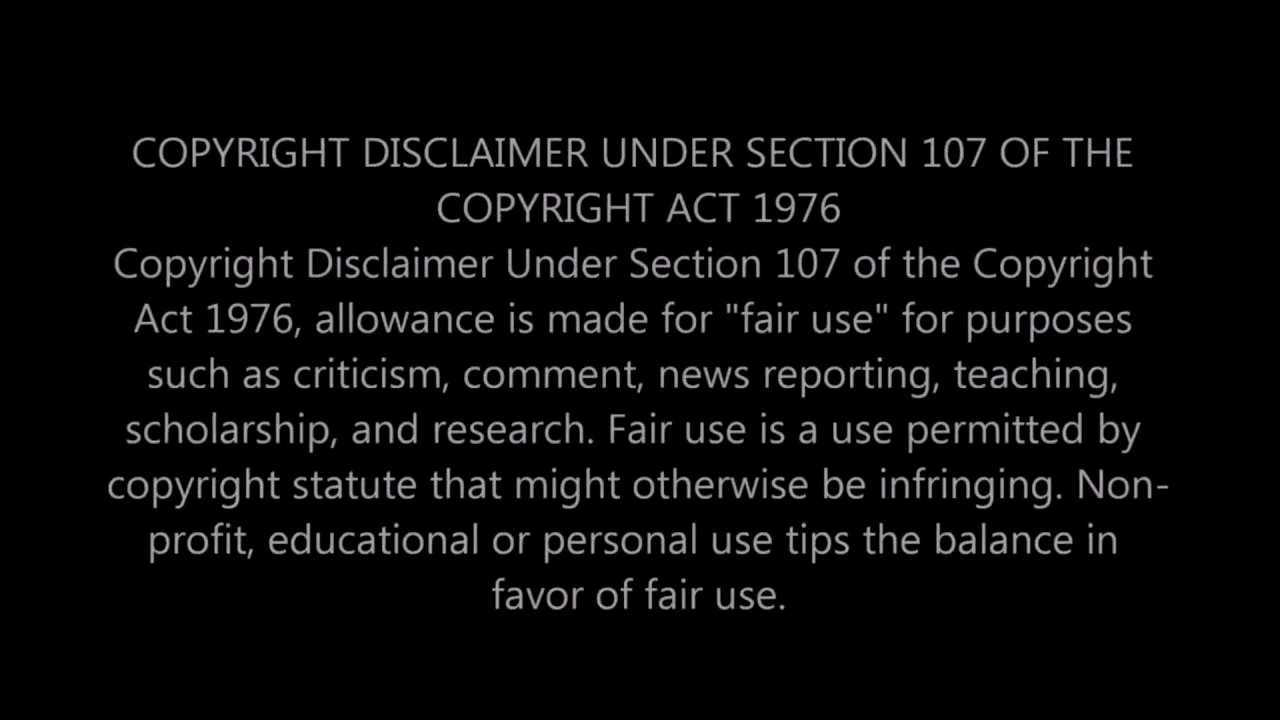 COPYRIGHT DISCLAIMER UNDER SECTION 107 OF THE
COPYRIGHT ACT 1976
Copyright Disclaimer Under Section 107 of the Copyright
Act 1976, allowance is made for "fair use" for purposes
such as criticism, comment, news reporting, teaching,
scholarship, and research. Fair use is a use permitted by
copyright statute that might otherwise be infringing. Non-
profit, educational or personal use tips the balance in
favor of fair use.